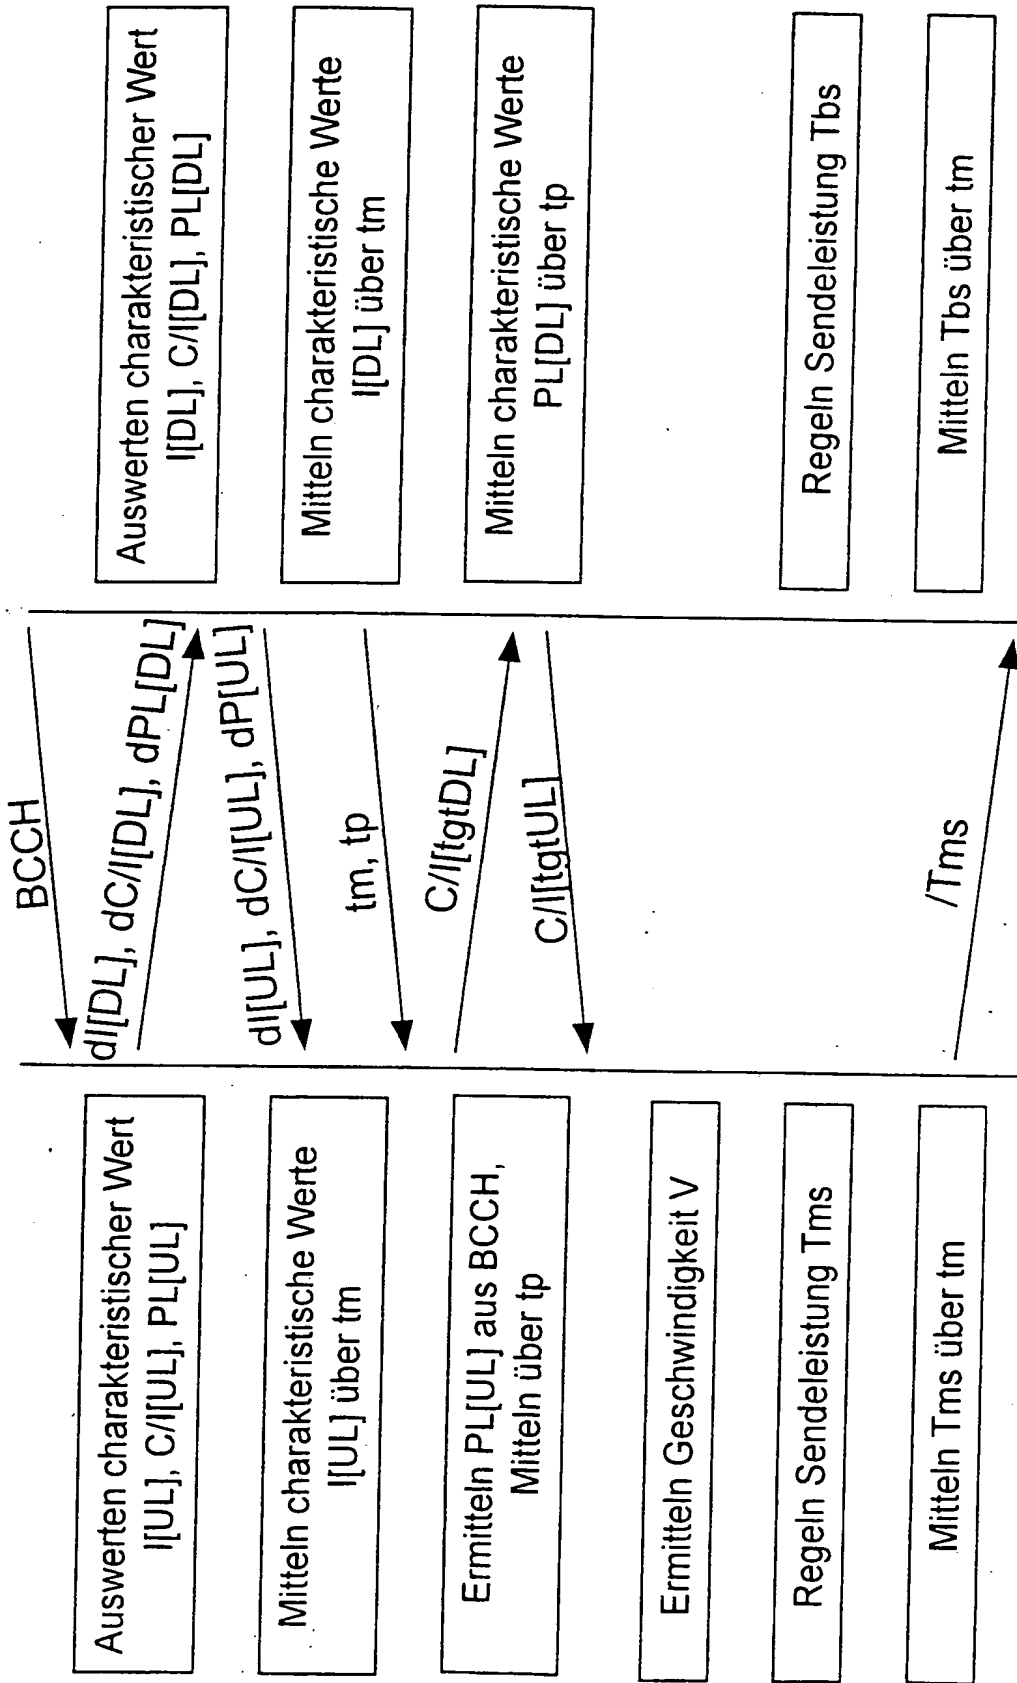 Auswerten charakteristischer Wert
I[UL], C/I[UL], PL[UL]
Mitteln charakteristische Werte
I[UL] über tm
Ermitteln PL[UL] aus BCCH,
Mitteln über tp
Ermitteln Geschwindigkeit V
Regeln Sendeleistung Tms
Mitteln Tms über tm
BCCH
dI[DL], dC/I[DL], dPL[DL]
dI[UL], dC/I[UL], dP[UL]
tm, tp
C/I[tgtDL]
C/I[tgtUL]
/Tms
Auswerten charakteristischer Wert
I[DL], C/I[DL], PL[DL]
Mitteln charakteristische Werte
I[DL] über tm
Mitteln charakteristische Werte
PL[DL] über tp
Regeln Sendeleistung Tbs
Mitteln Tbs über tm